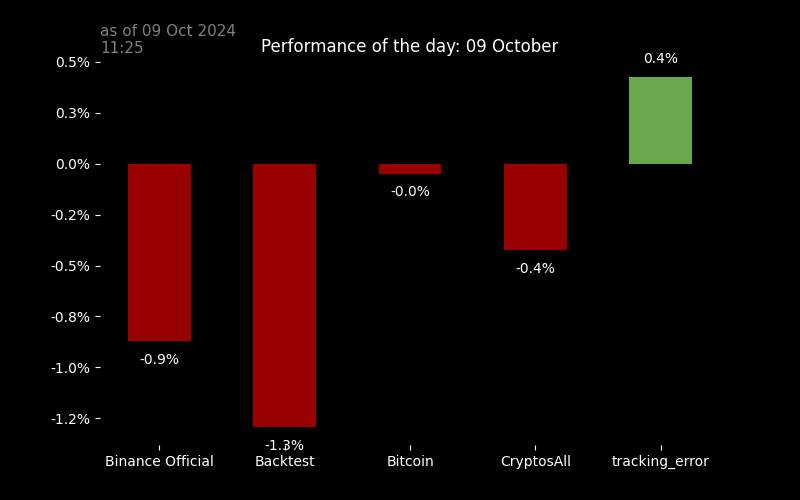 as of 09 Oct 2024
11:25
Performance of the day: 09 October
0.5%
0.3%
0.0%
-0.2%
-0.5%
-0.8%
-1.0%
-1.2%
0.4%
-0.0%
-0.4%
-0.9%
-1.3%
Binance Official
Backtest
Bitcoin
CryptosAll
tracking_error